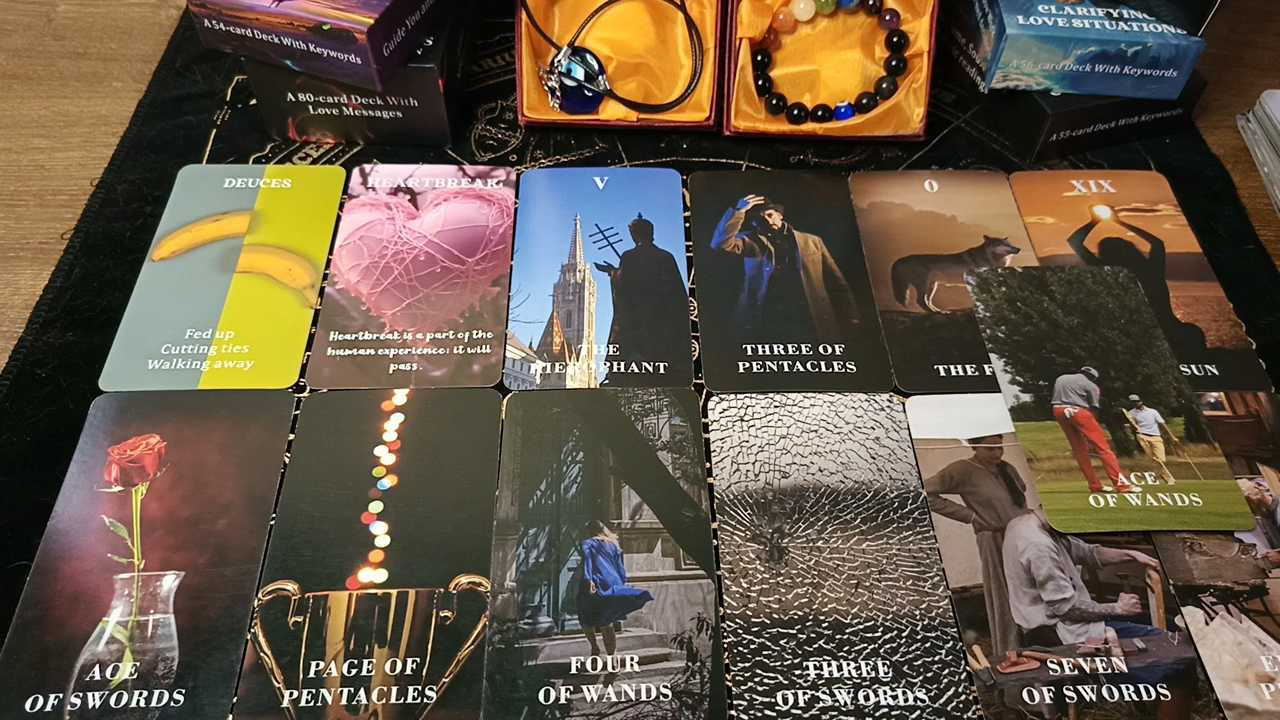 A 54-card Deck With Keywords
Guide You and
A 80-card Deck With
Love Messages
CLARIFYING
LOVE SITUATIONS
A 56-card Deck With Keywords
A 55-card Deck With Keywords
DEUCES
Fed up
Cutting ties
Walking away
HEARTBREAK
Heartbreak is a part of the
human experience: it will
pass.
V
THE
HIEROPHANT
THREE OF
PENTACLES
0
THE F
XIX
SUN
ACE
OF WANDS
ACE
OF SWORDS
PAGE OF
PENTACLES
FOUR
OF WANDS
THREE
OF SWORDS
SEVEN
OF SWORDS